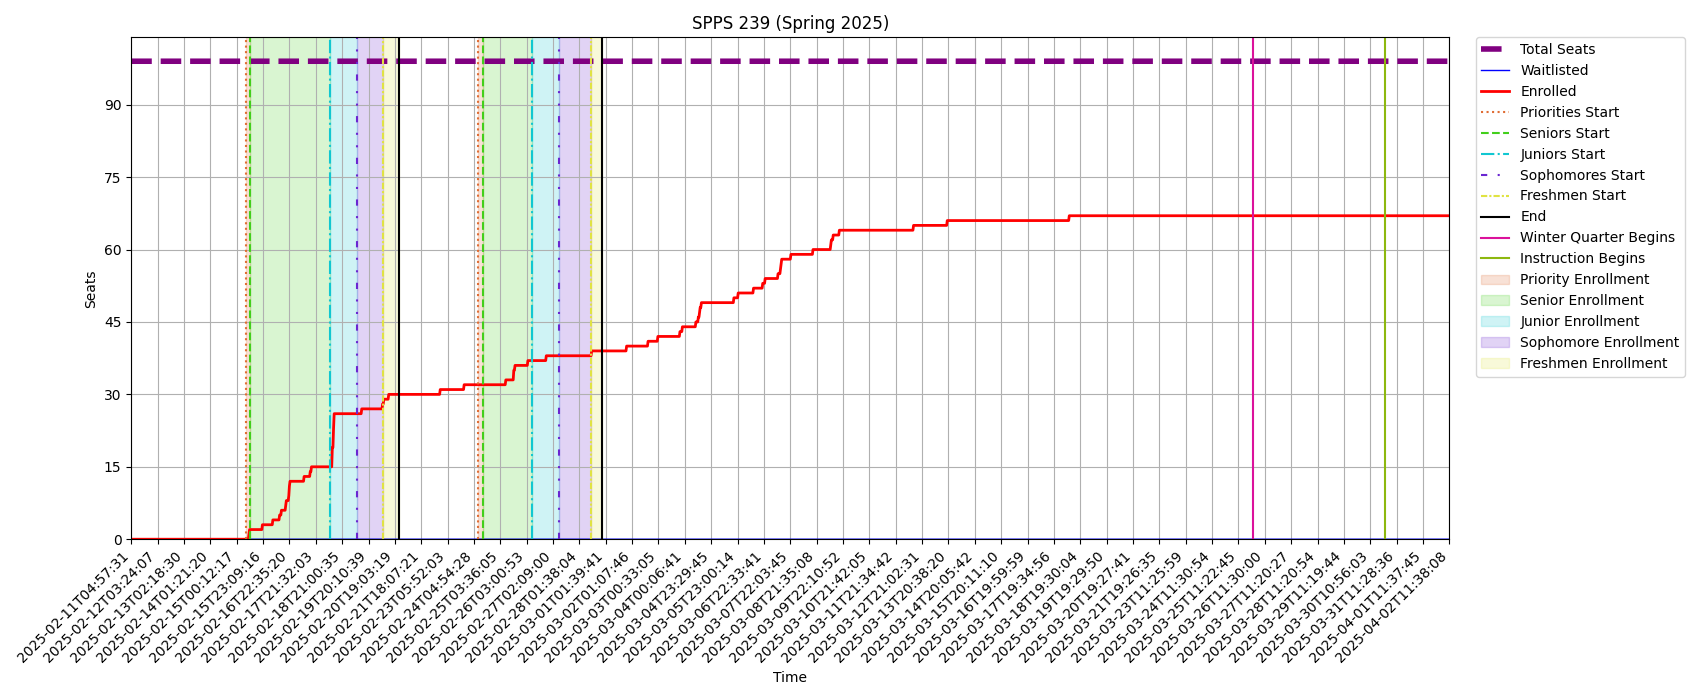 SPPS 239 (Spring 2025)
Seats
90
75
60
45
30
15
0
2025-02-11T04:57:31
2025-02-12T03:24:07
2025-02-13T02:18:30
2025-02-14T01:21:20
2025-02-15T00:12:17
2025-02-15T23:09:16
2025-02-16T22:35:20
2025-02-17T21:32:03
2025-02-18T21:00:35
2025-02-19T20:10:39
2025-02-20T19:03:19
2025-02-21T18:07:21
2025-02-23T05:52:03
2025-02-24T04:54:28
2025-02-25T03:36:05
2025-02-26T03:00:53
2025-02-27T02:09:00
2025-02-28T01:38:04
2025-03-01T01:39:41
2025-03-02T01:07:46
2025-03-03T00:33:05
2025-03-04T00:06:41
2025-03-04T23:29:45
2025-03-05T23:00:14
2025-03-06T22:33:41
2025-03-07T22:03:45
2025-03-08T21:35:08
2025-03-09T22:10:52
2025-03-10T21:42:05
2025-03-11T21:34:42
2025-03-12T21:02:31
2025-03-13T20:38:20
2025-03-14T20:05:42
2025-03-15T20:11:10
2025-03-16T19:59:59
2025-03-17T19:34:56
2025-03-18T19:30:04
2025-03-19T19:29:50
2025-03-20T19:27:41
2025-03-21T19:26:35
2025-03-23T11:25:59
2025-03-24T11:30:54
2025-03-25T11:22:45
2025-03-26T11:30:00
2025-03-27T11:20:27
2025-03-28T11:20:54
2025-03-29T11:19:44
2025-03-30T10:56:03
2025-03-31T11:28:36
2025-04-01T11:37:45
2025-04-02T11:38:08
Time
Total Seats
Waitlisted
Enrolled
Priorities Start
Seniors Start
Juniors Start
Sophomores Start
Freshmen Start
End
Winter Quarter Begins
Instruction Begins
Priority Enrollment
Senior Enrollment
Junior Enrollment
Sophomore Enrollment
Freshmen Enrollment